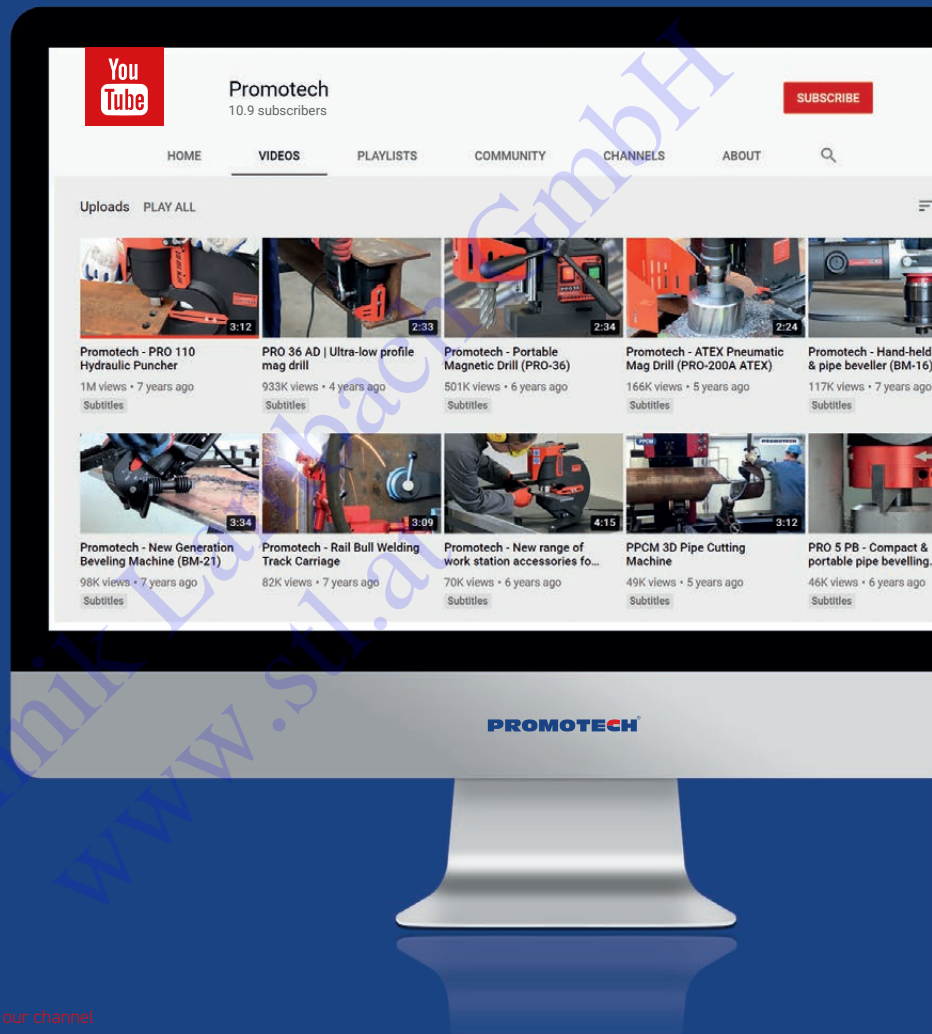 You
Tube
Promotech
10.9 subscribers
SUBSCRIBE
HOME VIDEOS PLAYLISTS COMMUNITY CHANNELS ABOUT
Uploads PLAY ALL
3:12 2:33 2:34 2:24
Promotech - PRO 110
Hydraulic Puncher
1M views • 7 years ago
Subtitles
PRO 36 AD | Ultra-low profile
mag drill
933K views • 4 years ago
Subtitles
Promotech - Portable
Magnetic Drill (PRO-36)
501K views • 6 years ago
Subtitles
Promotech - ATEX Pneumatic
Mag Drill (PRO-200A ATEX)
166K views • 5 years ago
Subtitles
Promotech - Hand-held
& pipe beveller (BM-16)
117K views • 7 years ago
Subtitles
PPCM PROMOTECH
3:34 3:09 4:15 3:12
Promotech - New Generation
Beveling Machine (BM-21)
98K views • 7 years ago
Subtitles
Promotech - Rail Bull Welding
Track Carriage
82K views • 7 years ago
Promotech - New range of
work station accessories fo...
70K views • 6 years ago
Subtitles
PPCM 3D Pipe Cutting
Machine
49K views • 5 years ago
Subtitles
PRO 5 PB - Compact &
portable pipe bevelling.
46K views • 6 years ago
Subtitles
PROMOTECH
our channel
www.stl.at
GmbH